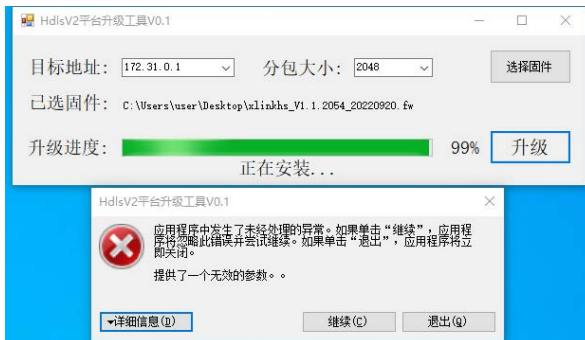 HdlsV2平台升级工具V0.1
目标地址: 172.31.0.1 分包大小: 2048 选择固件
已选固件: C:\Users\user\Desktop\xlinkhs_V1.1.2054_20220920.fw
升级进度: 99% 升级
正在安装...
HdlsV2平台升级工具V0.1
应用程序中发生了未经处理的异常。如果单击“继续”，应用程
序将忽略此错误并尝试继续。如果单击“退出”，应用程序将立
即关闭。
提供了一个无效的参数。。
详细信息(D) 继续(C) 退出(Q)